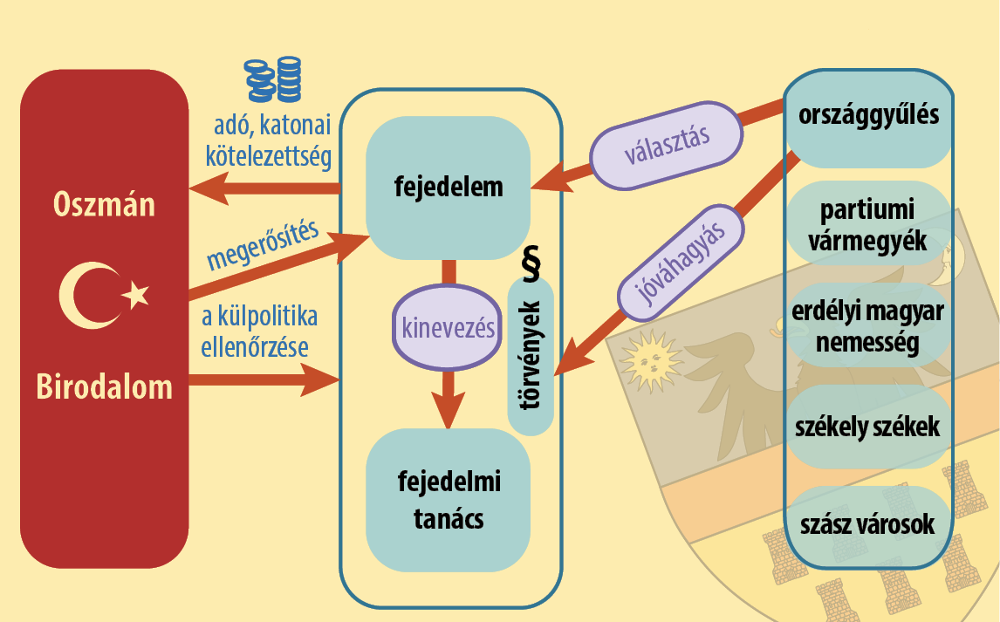 Oszmán
Birodalom
adó, katonai
kötelezettség
megerősítés
a külpolitika
ellenőrzése
fejedelem
kinevezés
§
törvények
fejedelmi
tanács
választás
jóváhagyás
országgyűlés
partiumi
vármegyék
erdélyi magyar
nemesség
székely székek
szász városok